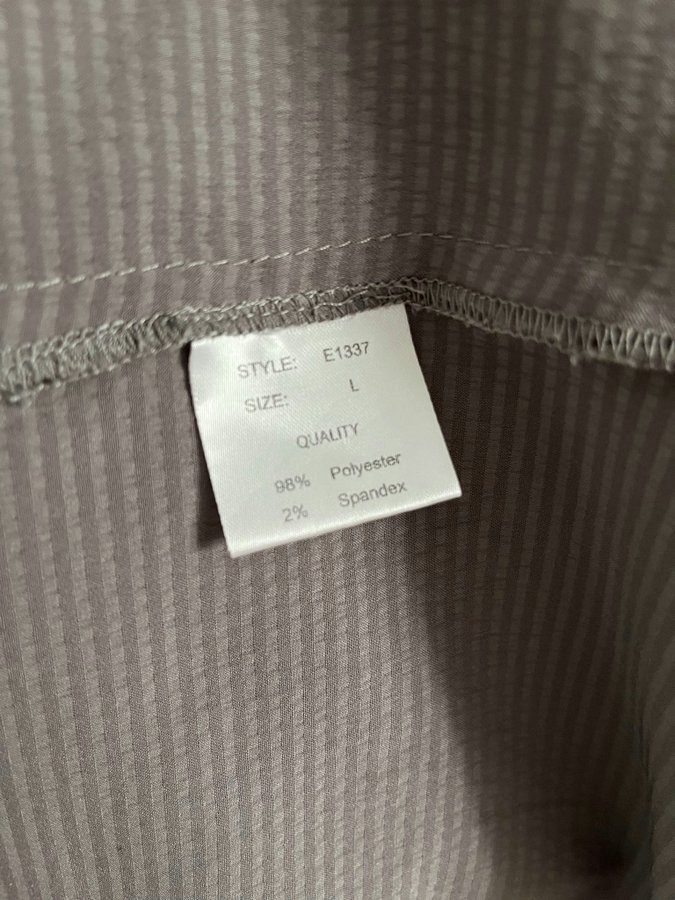 STYLE: E1337
SIZE: L
QUALITY
98% Polyester
2% Spandex